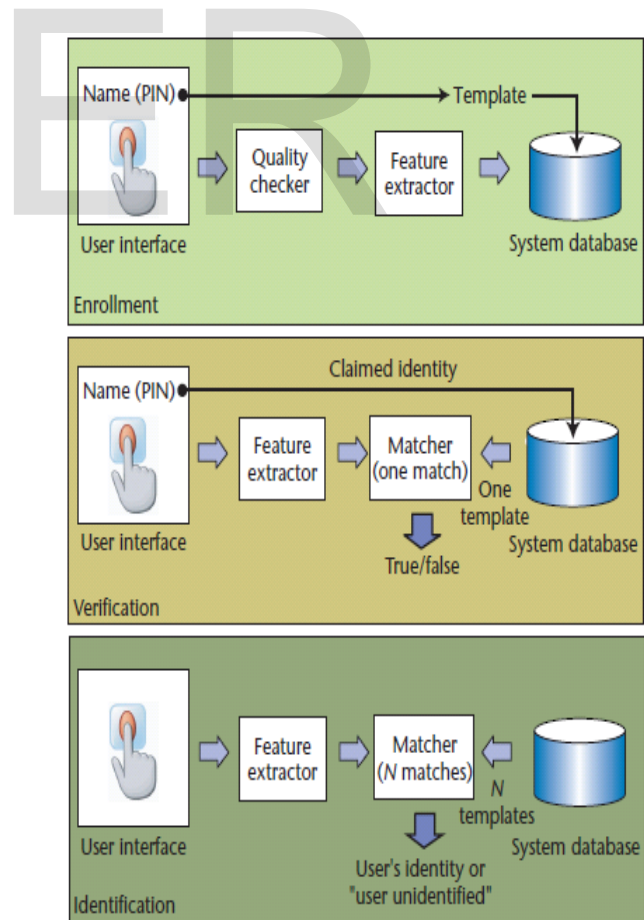 ER
Name (PIN)
Template
Quality
checker
Feature
extractor
User interface
System database
Enrollment
Claimed identity
Name (PIN)
Feature
extractor
Matcher
(one match)
One
template
User interface
True/false
System database
Verification
Feature
extractor
Matcher
(N matches)
N
templates
User interface
System database
User's identity or
"user unidentified"
Identification